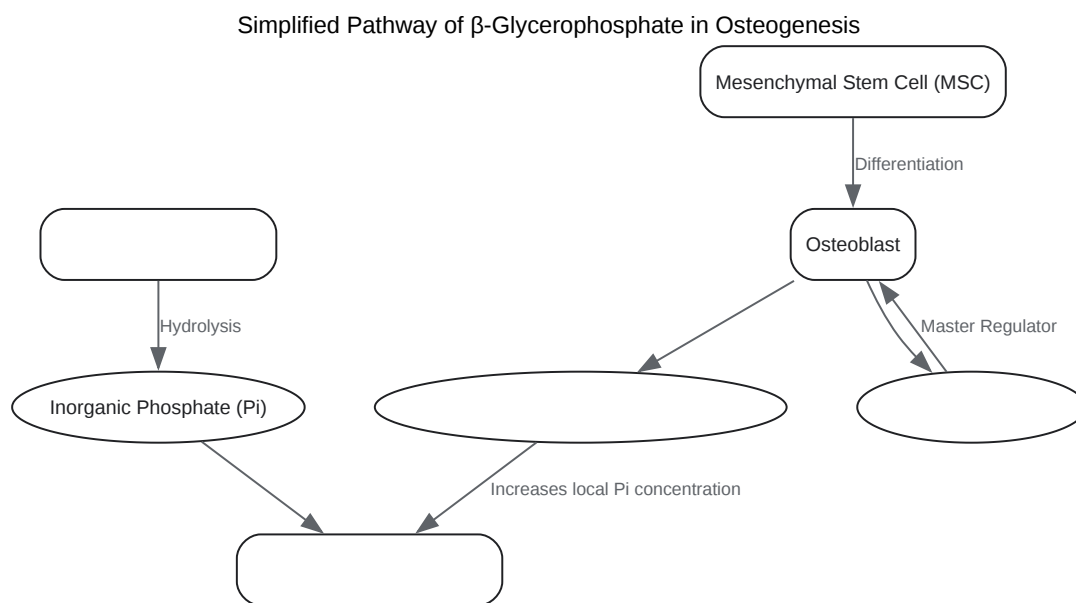 Simplified Pathway of β-Glycerophosphate in Osteogenesis
Mesenchymal Stem Cell (MSC)
Differentiation
Osteoblast
Hydrolysis
Master Regulator
Inorganic Phosphate (Pi)
Increases local Pi concentration